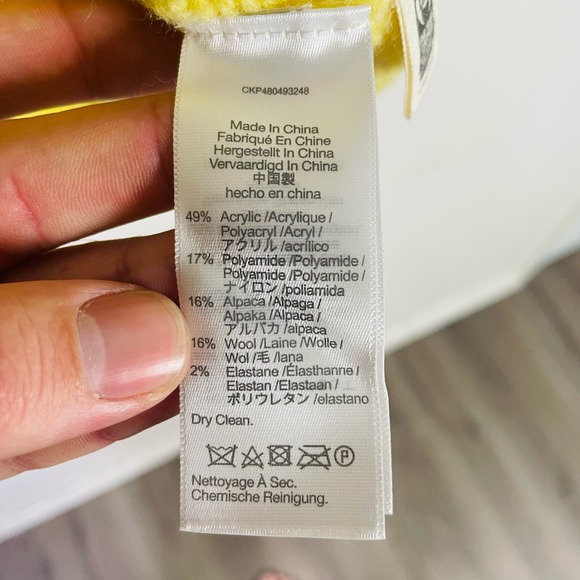 CKP480493248
Made In China
Fabriqué En Chine
Hergestellt In China
Vervaardigd In China
中国製
hecho en china
49% Acrylic /Acrylique /
Polyacryl /Acryl /
アクリル /acrílico
17% Polyamide /Polyamide /
Polyamide /Polyamide /
ナイロン /poliamida
16% Alpaca /Alpaga /
Alpaka /Alpaca /
アルパカ /alpaca
16% Wool /Laine /Wolle /
Wol /毛 /lana
2% Elastane /Élasthanne /
Elastan /Elastaan /
ポリウレタン /elastano
Dry Clean.
P
Nettoyage À Sec.
Chemische Reinigung.